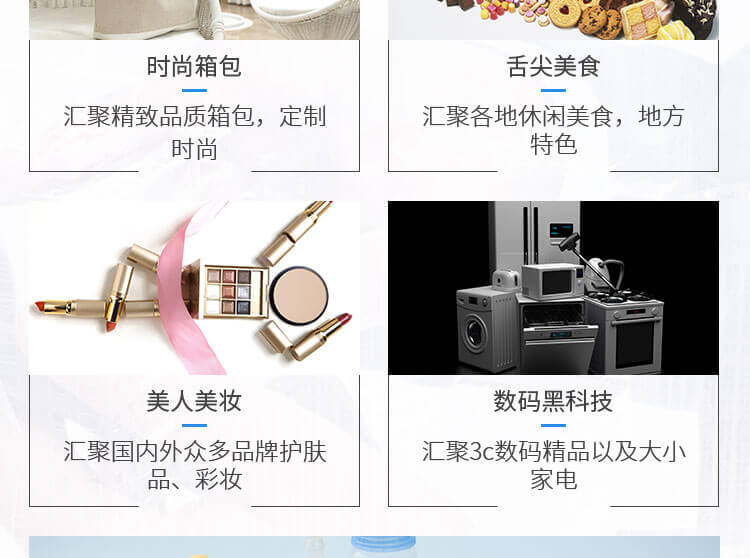 时尚箱包
汇聚精致品质箱包，定制
时尚
舌尖美食
汇聚各地休闲美食，地方
特色
美人美妆
汇聚国内外众多品牌护肤
品、彩妆
数码黑科技
汇聚3c数码精品以及大小
家电